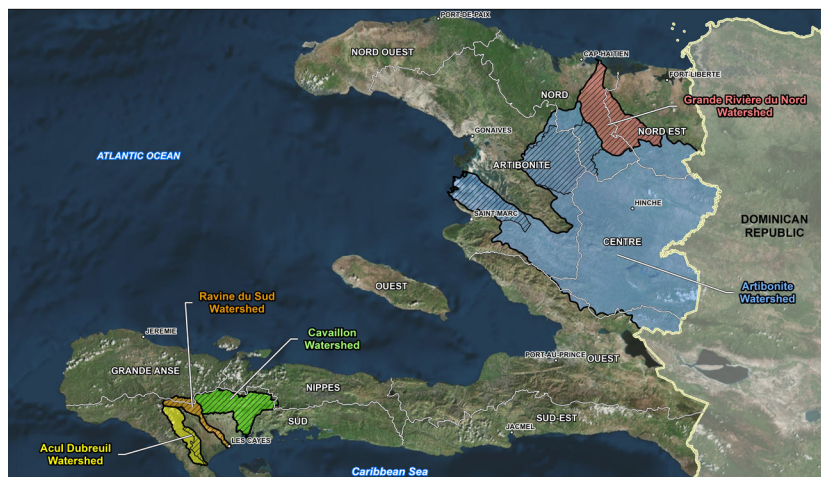 PORT-DE-PAIX
NORD OUEST
CAP-HAITIEN
FORT-LIBERTE
NORD
Grande Rivière du Nord
Watershed
NORD EST
GONAIVES
ATLANTIC OCEAN
ARTIBONITE
HINCHE
SAINT-MARC
DOMINICAN
REPUBLIC
CENTRE
Artibonite
Watershed
OUEST
Ravine du Sud
Watershed
Cavaillon
Watershed
JEREMIE
PORT-AU-PRINCE
OUEST
GRANDE ANSE
NIPPES
SUD
SUD-EST
JACMEL
LES CAYES
Acul Dubreuil
Watershed
Caribbean Sea